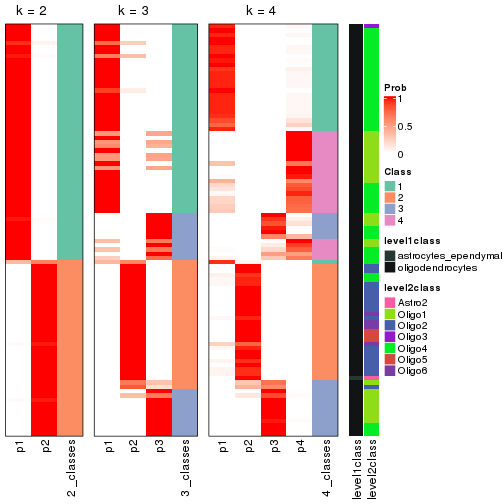 k = 2
k = 3
k = 4
p1
p2
2_classes
p1
p2
p3
3_classes
p1
p2
p3
p4
4_classes
level1class
level2class
Prob
1
0.5
0
Class
1
2
3
4
level1class
astrocytes_ependymal
oligodendrocytes
level2class
Astro2
Oligo1
Oligo2
Oligo3
Oligo4
Oligo5
Oligo6